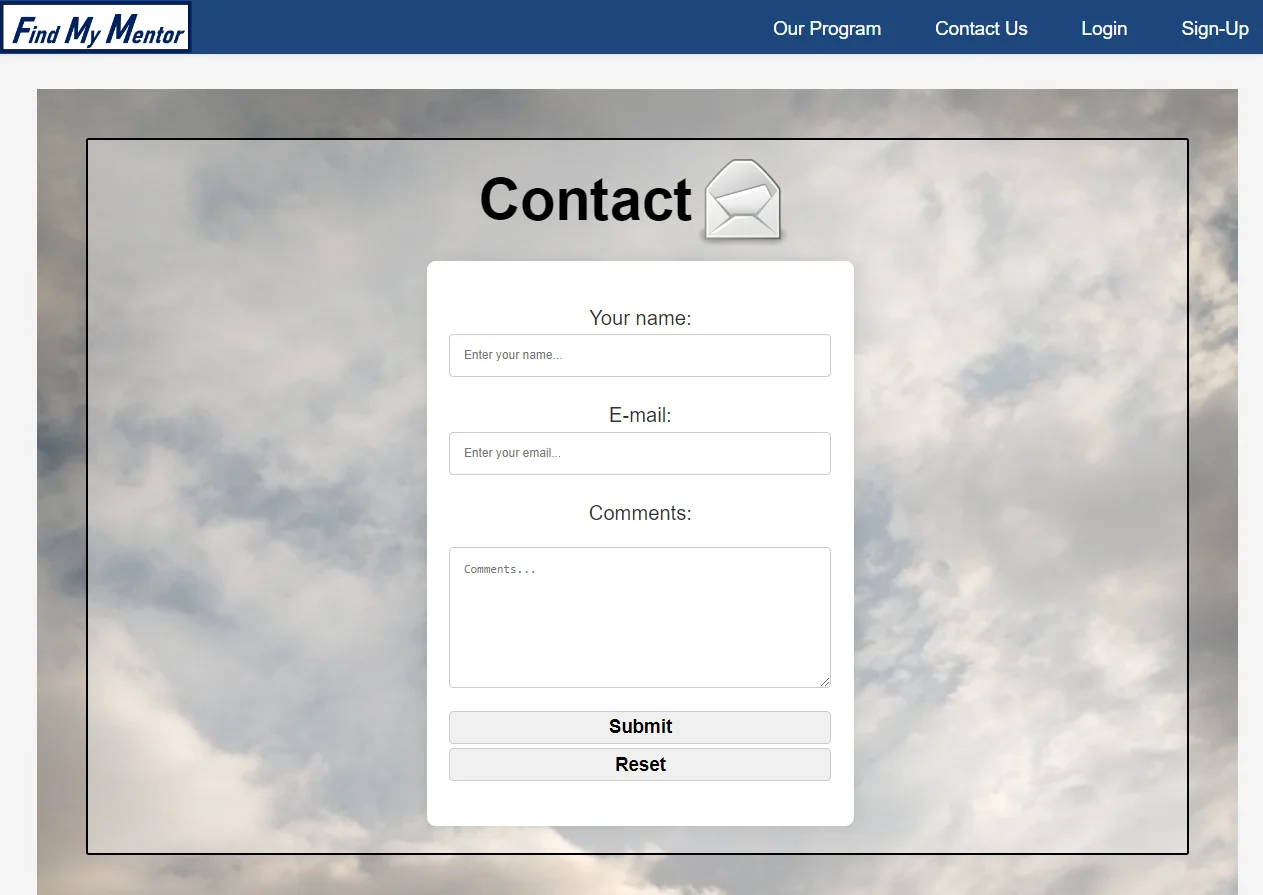 Find My Mentor
Our Program
Contact Us
Login
Sign-Up
Contact
Your name:
Enter your name...
E-mail:
Enter your email...
Comments:
Comments...
Submit
Reset